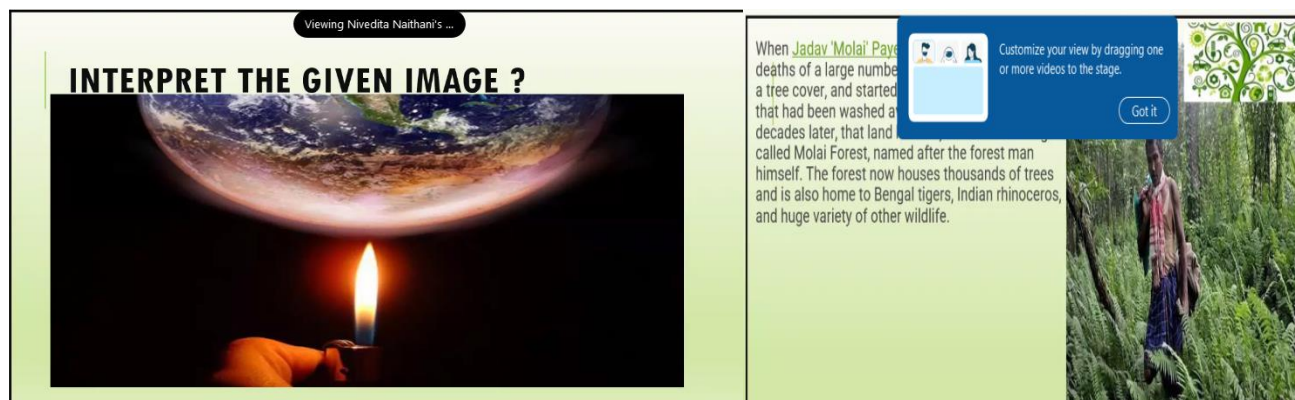 Viewing Nivedita Naithani's ...
INTERPRET THE GIVEN IMAGE ?
When Jadav 'Molai' Paye
deaths of a large numbe
a tree cover, and started
that had been washed a
decades later, that land
called Molai Forest, named after the forest man
himself. The forest now houses thousands of trees
and is also home to Bengal tigers, Indian rhinoceros,
and huge variety of other wildlife.
Customize your view by dragging one
or more videos to the stage.
Got it